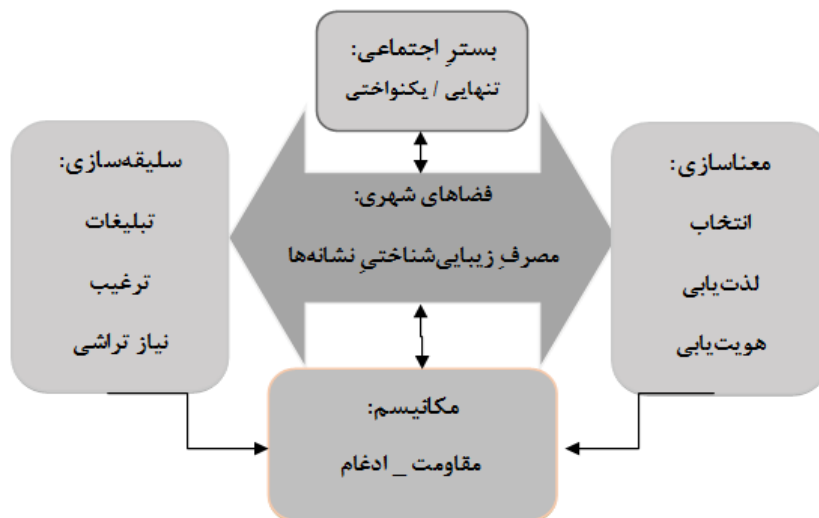 بسترِ اجتماعی:
تنهایی / یکنواختی
معناسازی:
انتخاب
لذت‌یابی
هویت‌یابی
فضاهای شهری:
مصرفِ زیبایی‌شناختیِ نشانه‌ها
سلیقه‌سازی:
تبلیغات
ترغیب
نیاز تراشی
مکانیسم:
مقاومت _ ادغام